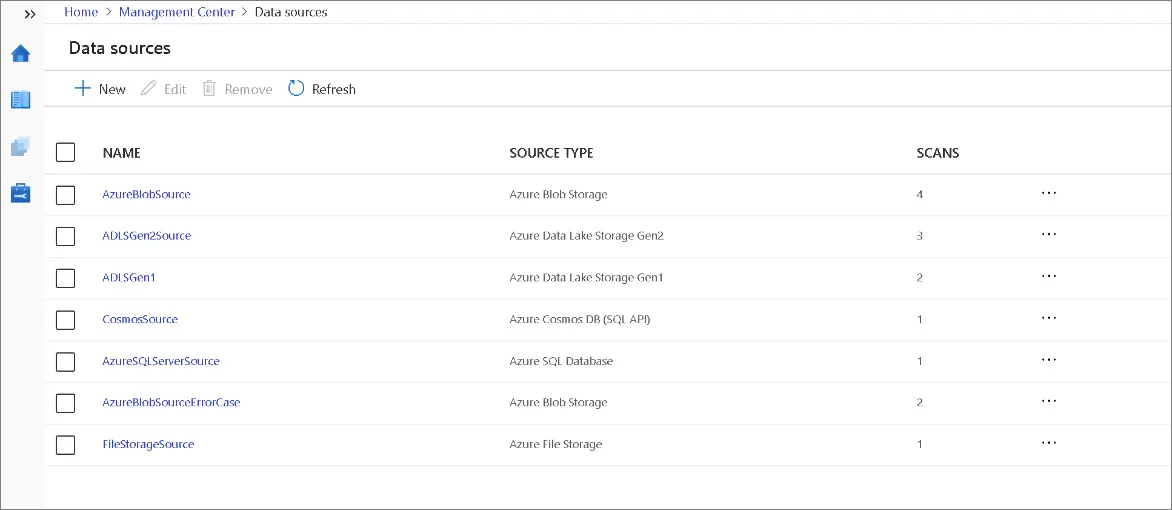 Home > Management Center > Data sources
Data sources
New Edit Remove Refresh
NAME SOURCE TYPE SCANS
AzureBlobSource Azure Blob Storage 4 ...
ADLSGen2Source Azure Data Lake Storage Gen2 3 ...
ADLSGen1 Azure Data Lake Storage Gen1 2 ...
CosmosSource Azure Cosmos DB (SQL API) 1 ...
AzureSQLServerSource Azure SQL Database 1 ...
AzureBlobSourceErrorCase Azure Blob Storage 2 ...
FileStorageSource Azure File Storage 1 ...